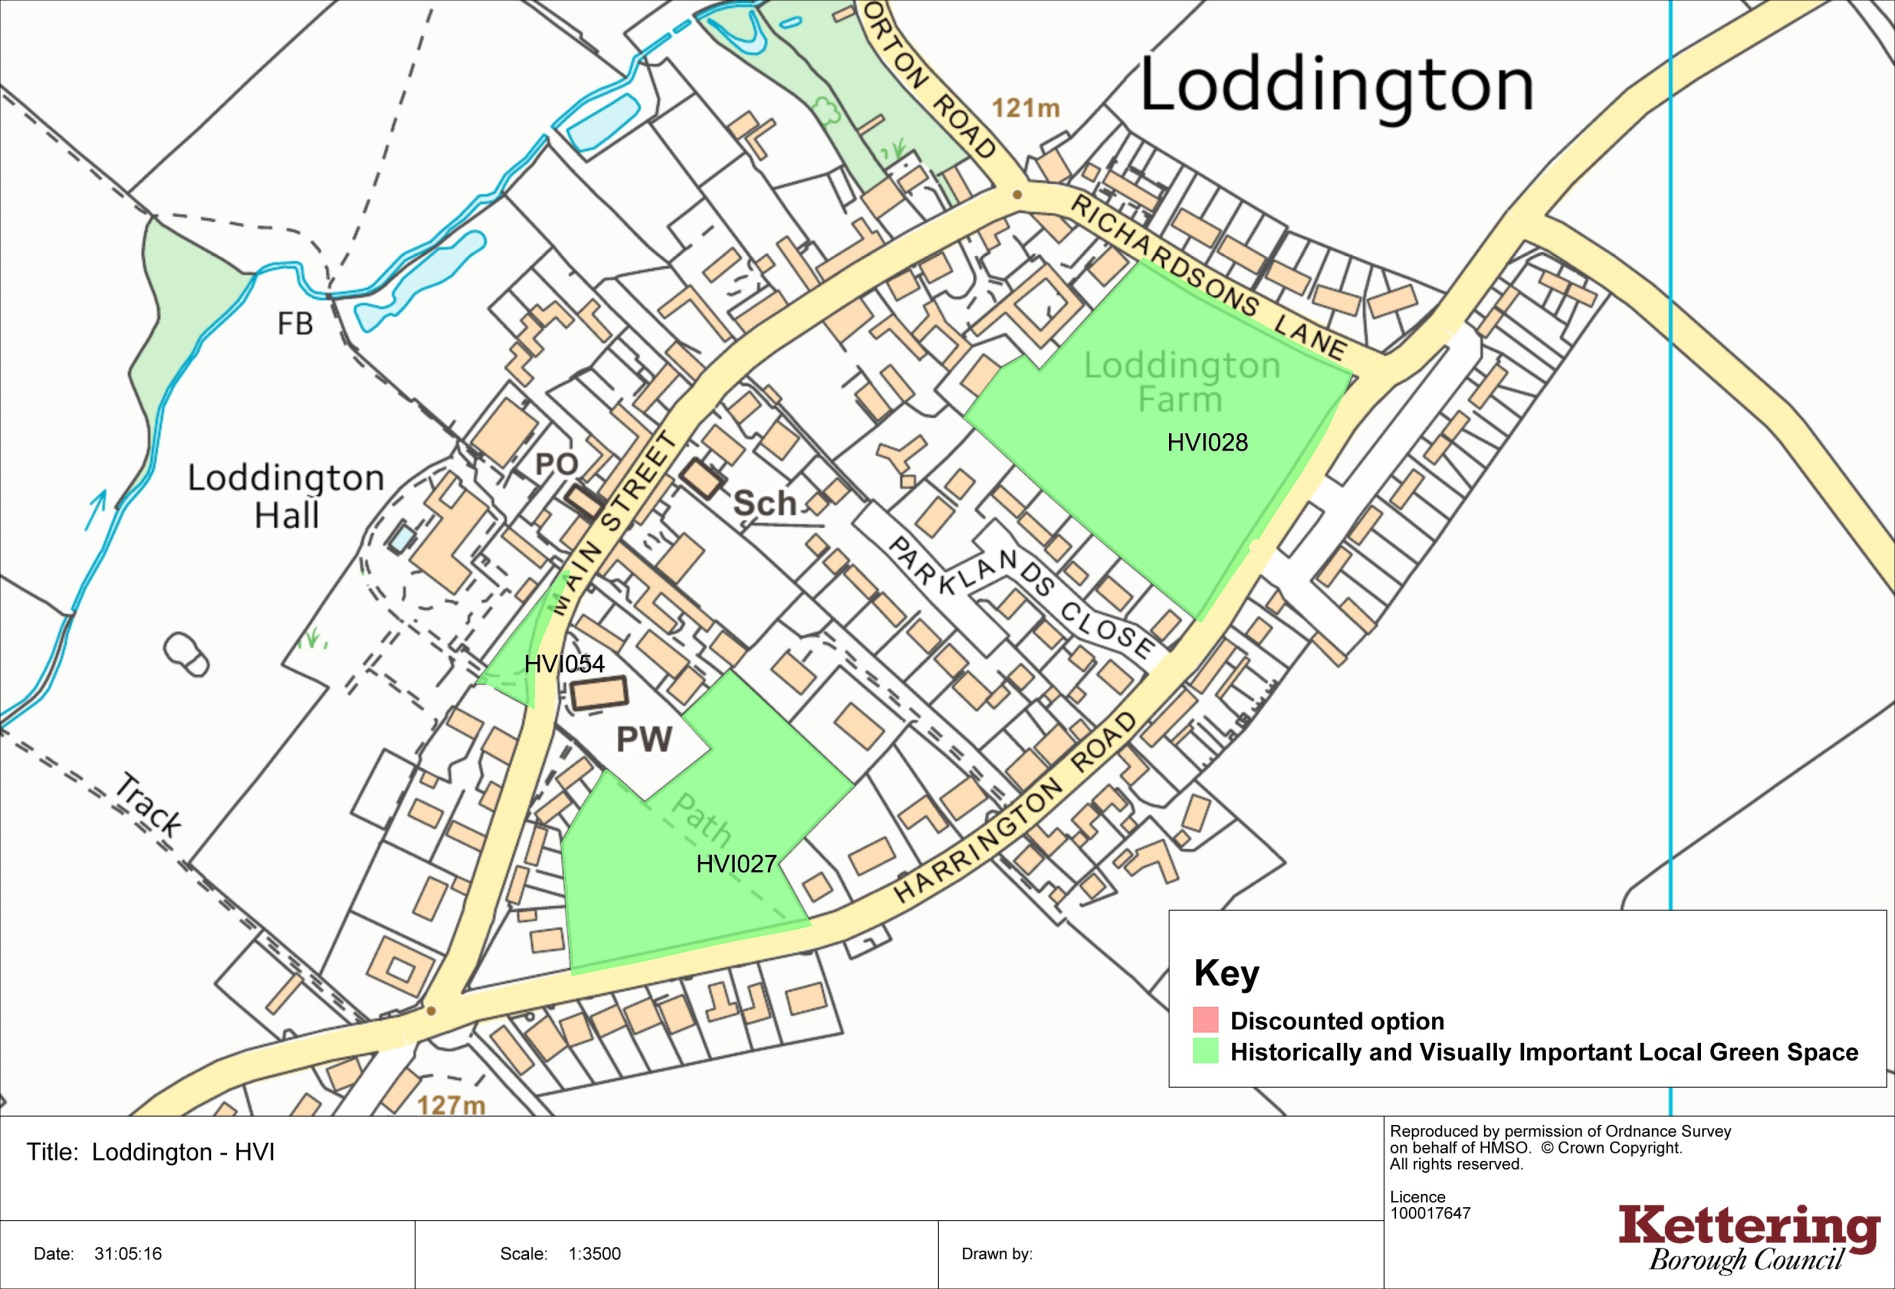 ORTON ROAD
121m
Loddington
RICHARDSONS LANE
FB
Loddington
Farm
HVI028
Loddington
Hall
PO
MAIN STREET
Sch
PARKLANDS CLOSE
HVI054
PW
Track
Path
HVI027
HARRINGTON ROAD
127m
Key
Discounted option
Historically and Visually Important Local Green Space
Title: Loddington - HVI
Date: 31:05:16
Scale: 1:3500
Drawn by:
Reproduced by permission of Ordnance Survey
on behalf of HMSO. © Crown Copyright.
All rights reserved.
Licence
100017647
Kettering
Borough Council